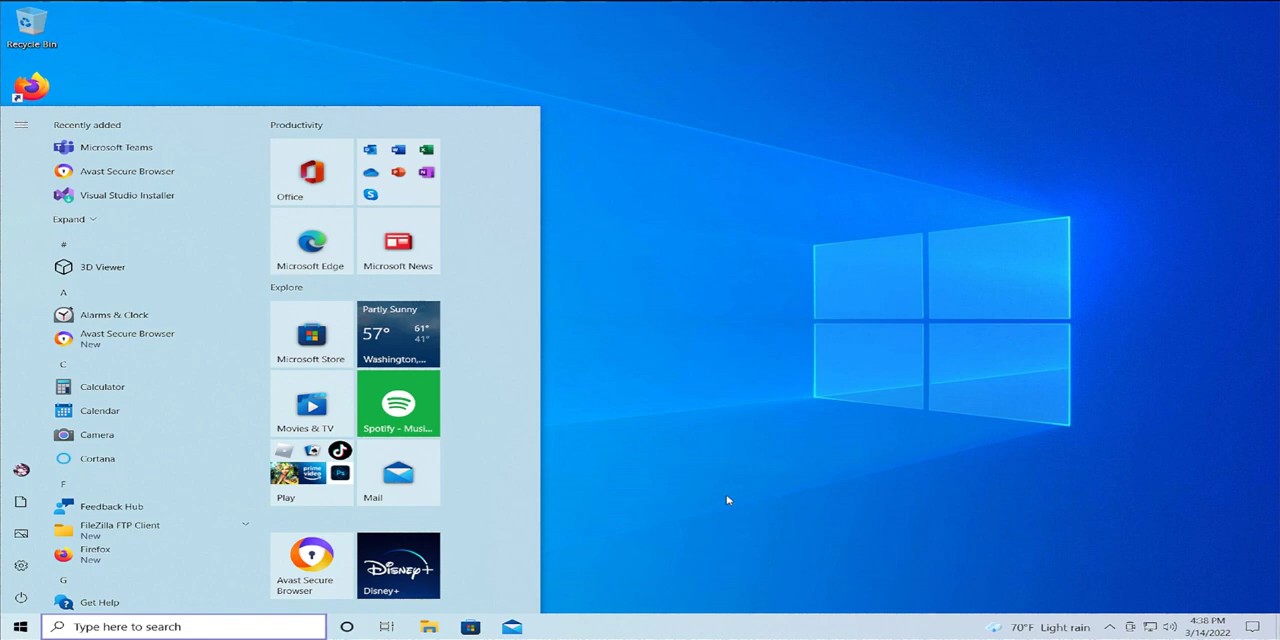 Recycle Bin
Recently added
Microsoft Teams
Avast Secure Browser
Visual Studio Installer
Expand
#
3D Viewer
A
Alarms & Clock
Avast Secure Browser
New
C
Calculator
Calendar
Camera
Cortana
F
Feedback Hub
FileZilla FTP Client
New
Firefox
New
G
Get Help
Productivity
Office
Microsoft Edge
Microsoft News
Explore
Microsoft Store
Partly Sunny
57°
61°
41°
Washington,...
Movies & TV
Spotify - Musi...
prime video
Ps
Play
Mail
Avast Secure
Browser
Disney+
Disney+
Type here to search
70°F Light rain
4:38 PM
3/14/2022